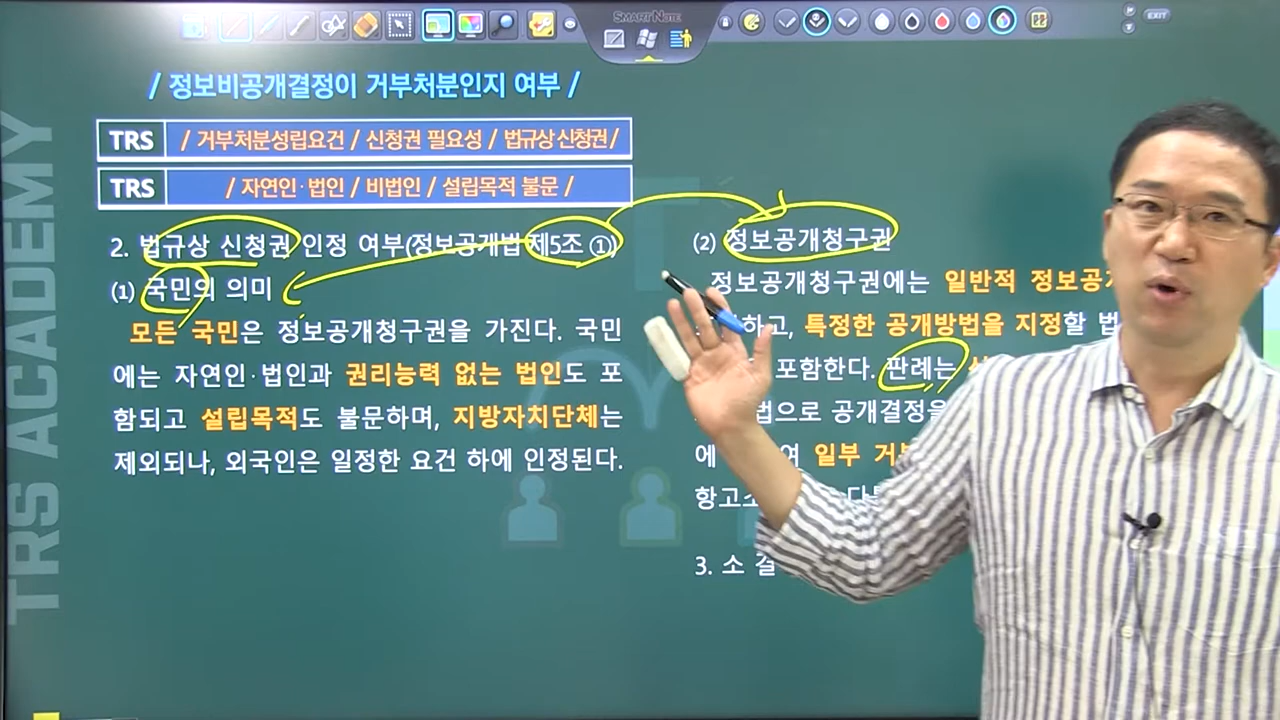 SMARTNOTE
EXIT
TRS ACADEMY
/ 정보비공개결정이 거부처분인지 여부 /
TRS / 거부처분성립요건 / 신청권 필요성 / 법규상 신청권 /
TRS / 자연인·법인 / 비법인 / 설립목적 불문 /
2. 법규상 신청권 인정 여부(정보공개법 제5조 ①)
(1) 국민의 의미
모든 국민은 정보공개청구권을 가진다. 국민
에는 자연인·법인과 권리능력 없는 법인도 포
함되고 설립목적도 불문하며, 지방자치단체는
제외되나, 외국인은 일정한 요건 하에 인정된다.
(2) 정보공개청구권
정보공개청구권에는 일반적 정보공
하고, 특정한 공개방법을 지정할 법
포함한다. 판례는
법으로 공개결정을
에 여 일부 거부
항고소 다
3. 소 결